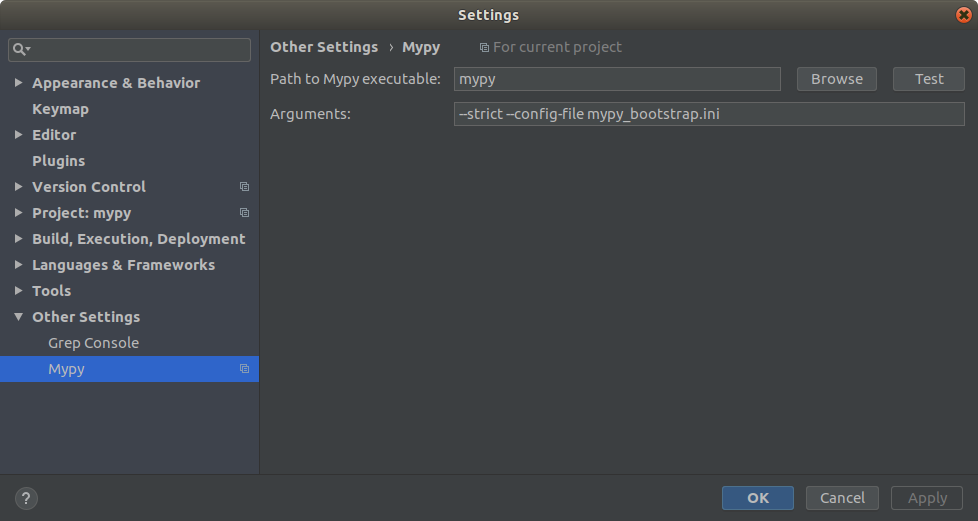 Settings
Other Settings › Mypy For current project
Appearance & Behavior
Keymap
Editor
Plugins
Version Control
Project: mypy
Build, Execution, Deployment
Languages & Frameworks
Tools
Other Settings
Grep Console
Mypy
Path to Mypy executable: mypy Browse Test
Arguments: --strict --config-file mypy_bootstrap.ini
? OK Cancel Apply